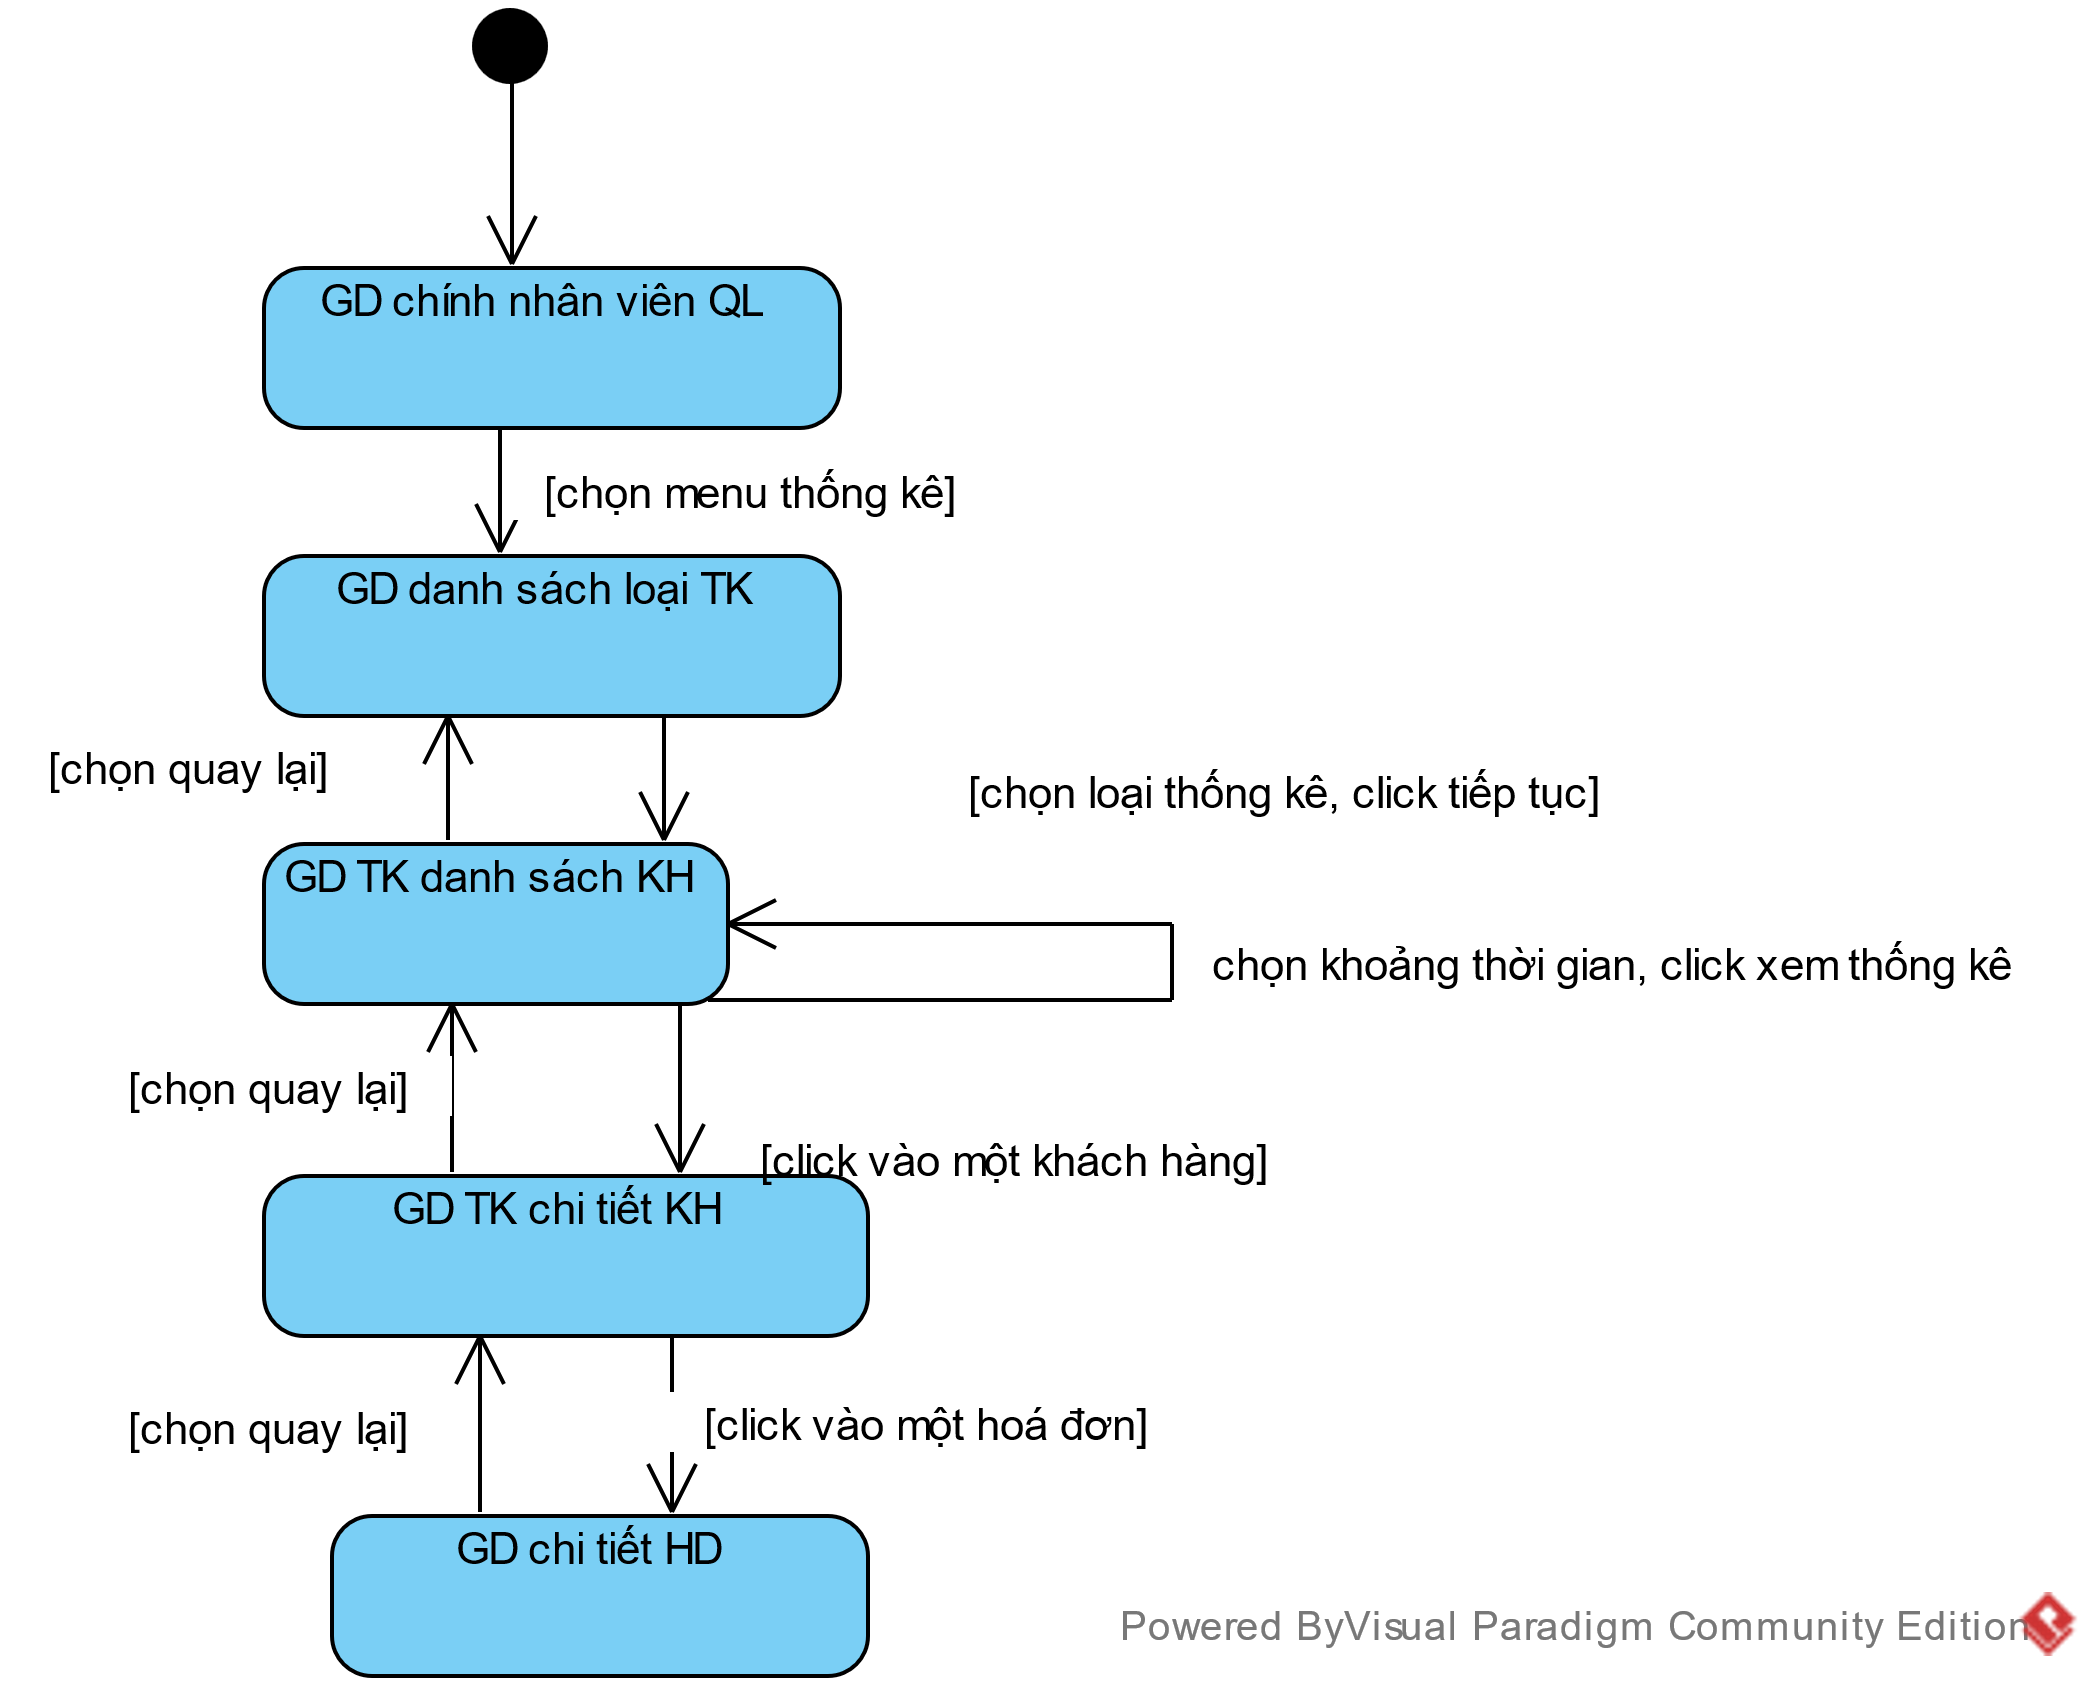 GD chính nhân viên QL
[chọn menu thống kê]
GD danh sách loại TK
[chọn quay lại]
[chọn loại thống kê, click tiếp tục]
GD TK danh sách KH
chọn khoảng thời gian, click xem thống kê
[chọn quay lại]
[click vào một khách hàng]
GD TK chi tiết KH
[chọn quay lại]
[click vào một hoá đơn]
GD chi tiết HD
Powered By Visual Paradigm Community Edition